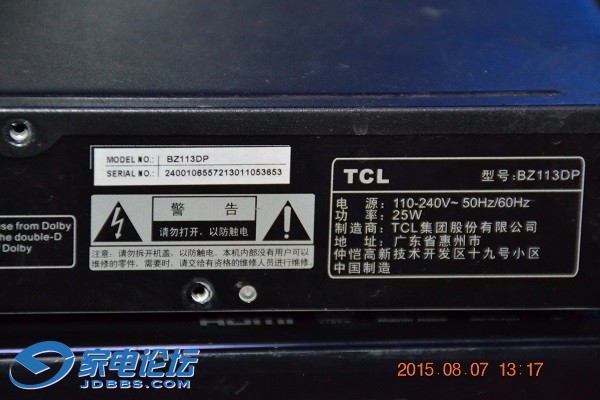 MODEL NO.: BZ113DP
SERIAL NO.: 2400106557213011053653
警 告
请勿打开，以防触电
注意：请勿拆开机盖，以防触电，本机内部没有用户可以
维修的零件，需要时，请交给有资格的维修人员进行维修。
se from Dolby
the double-D
Dolby
TCL 型号：BZ113DP
电 源：110-240V~ 50Hz/60Hz
功 率：25W
制造商：TCL集团股份有限公司
地 址：广东省惠州市
仲恺高新技术开发区十九号小区
中国制造
HDMI
家电论坛
JDBBS.COM
2015.08.07 13:17